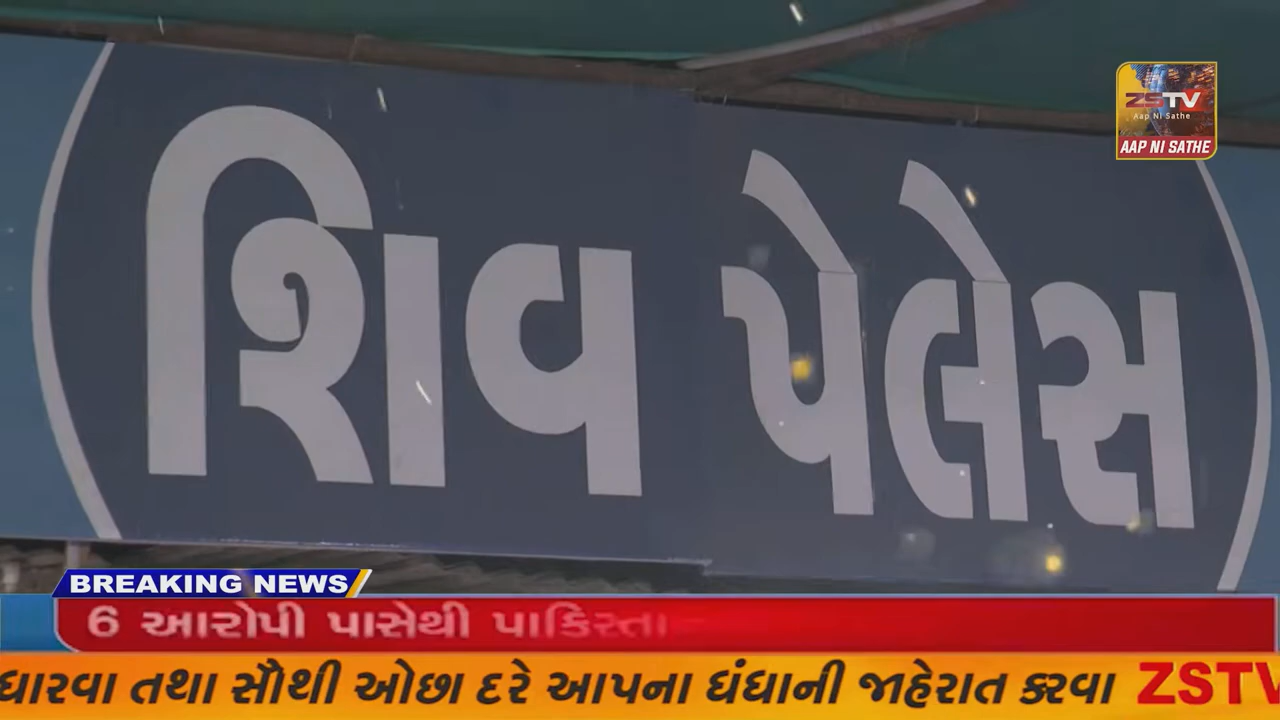 ZSTV
Aap Ni Sathe
AAP NI SATHE
શિવ પેલેસ
BREAKING NEWS
6 આરોપી પાસેથી પાકિસ્તા
ધારવા તથા સૌથી ઓછા દરે આપના ધંધાની જાહેરાત કરવા ZSTV